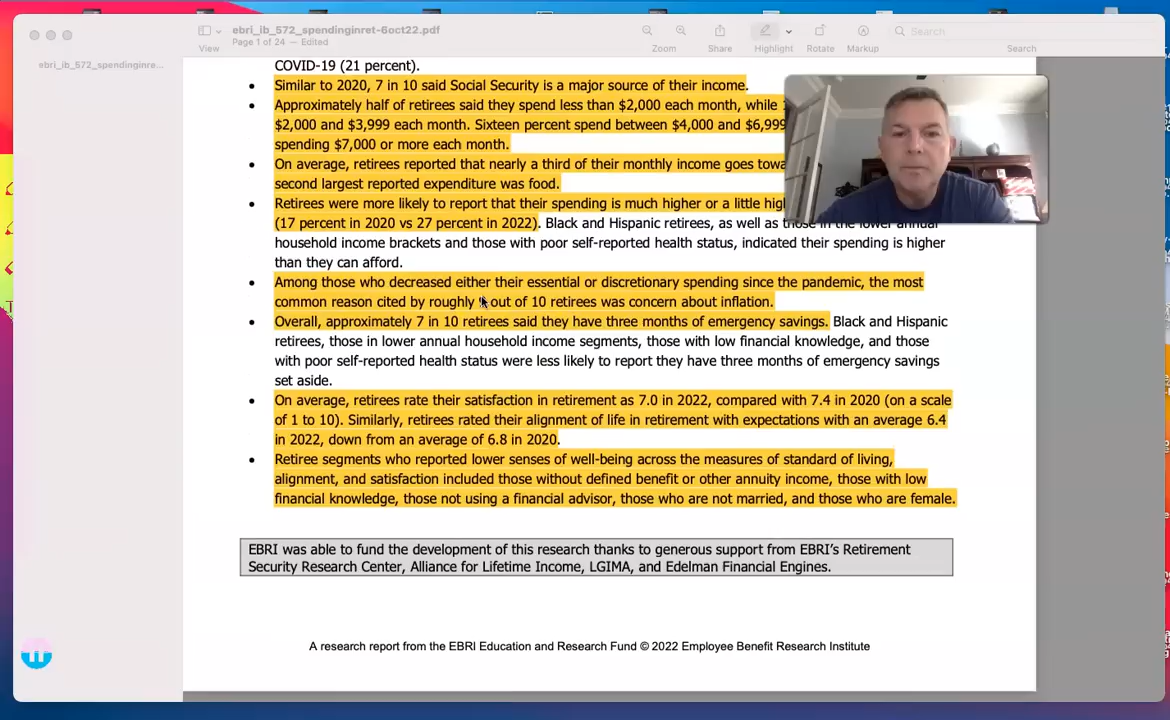 ebri_ib_572_spendinginret-6oct22.pdf
Page 1 of 24 — Edited
View
Zoom
Share
Highlight
Rotate
Markup
Search
Search
ebri_ib_572_spendinginre...
COVID-19 (21 percent).
• Similar to 2020, 7 in 10 said Social Security is a major source of their income.
• Approximately half of retirees said they spend less than $2,000 each month, while
$2,000 and $3,999 each month. Sixteen percent spend between $4,000 and $6,999
spending $7,000 or more each month.
• On average, retirees reported that nearly a third of their monthly income goes
second largest reported expenditure was food.
• Retirees were more likely to report that their spending is much higher or a little
(17 percent in 2020 vs 27 percent in 2022). Black and Hispanic retirees, as well as those in the lower annual
household income brackets and those with poor self-reported health status, indicated their spending is higher
than they can afford.
• Among those who decreased either their essential or discretionary spending since the pandemic, the most
common reason cited by roughly out of 10 retirees was concern about inflation.
• Overall, approximately 7 in 10 retirees said they have three months of emergency savings. Black and Hispanic
retirees, those in lower annual household income segments, those with low financial knowledge, and those
with poor self-reported health status were less likely to report they have three months of emergency savings
set aside.
• On average, retirees rate their satisfaction in retirement as 7.0 in 2022, compared with 7.4 in 2020 (on a scale
of 1 to 10). Similarly, retirees rated their alignment of life in retirement with expectations with an average 6.4
in 2022, down from an average of 6.8 in 2020.
• Retiree segments who reported lower senses of well-being across the measures of standard of living,
alignment, and satisfaction included those without defined benefit or other annuity income, those with low
financial knowledge, those not using a financial advisor, those who are not married, and those who are female.
EBRI was able to fund the development of this research thanks to generous support from EBRI's Retirement
Security Research Center, Alliance for Lifetime Income, LGIMA, and Edelman Financial Engines.
A research report from the EBRI Education and Research Fund © 2022 Employee Benefit Research Institute